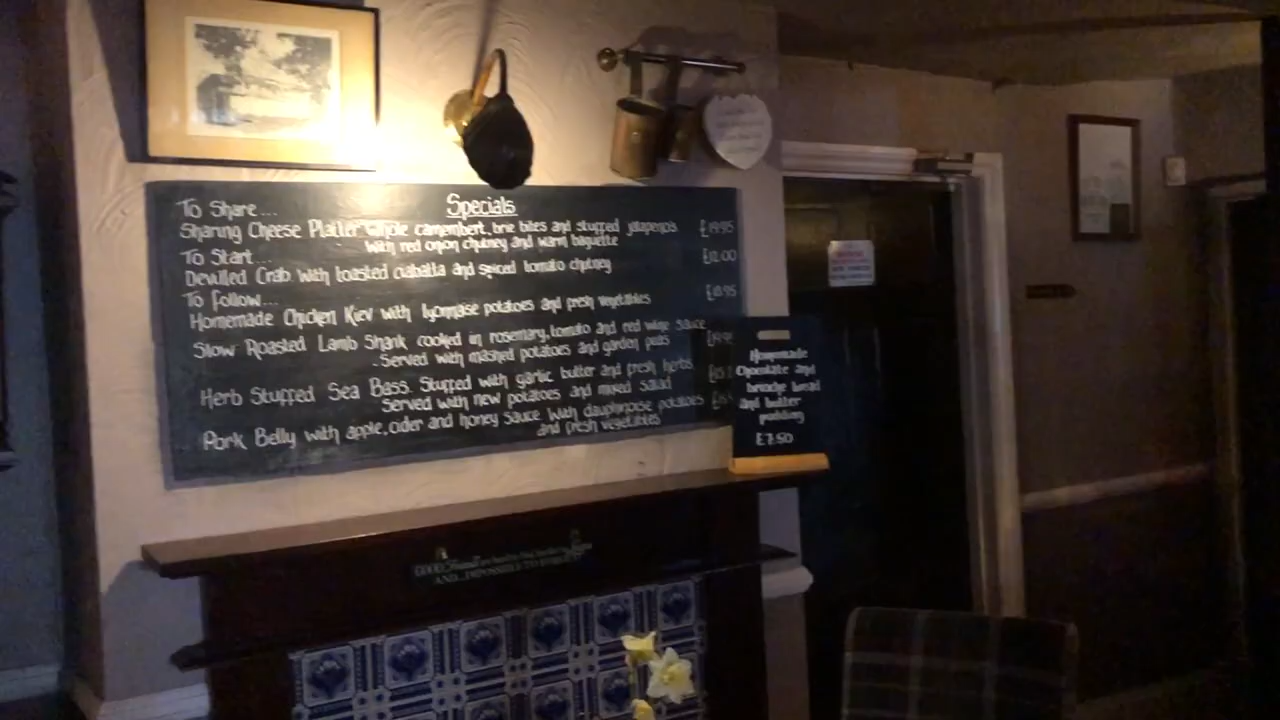 Specials
To Share...
Sharing Cheese Platter whole camembert, brie bites and stuffed jalapenos £19.95
with red onion chutney and warm baguette
To Start...
Devilled Crab with toasted ciabatta and spiced tomato chutney £12.00
To Follow...
Homemade Chicken Kiev with lyonnaise potatoes and fresh vegetables
Slow Roasted Lamb Shank cooked in rosemary, tomato and red wine sauce
- Served with mashed potatoes and garden peas
Herb Stuffed Sea Bass. Stuffed with garlic butter and fresh herbs
Served with new potatoes and mixed salad
Pork Belly with apple, cider and honey sauce with dauphinoise potatoes
and fresh vegetables
Homemade
Chocolate and
brioche bread
and butter
pudding
£7.50
GOOD
AND... IMPOSSIBLE TO